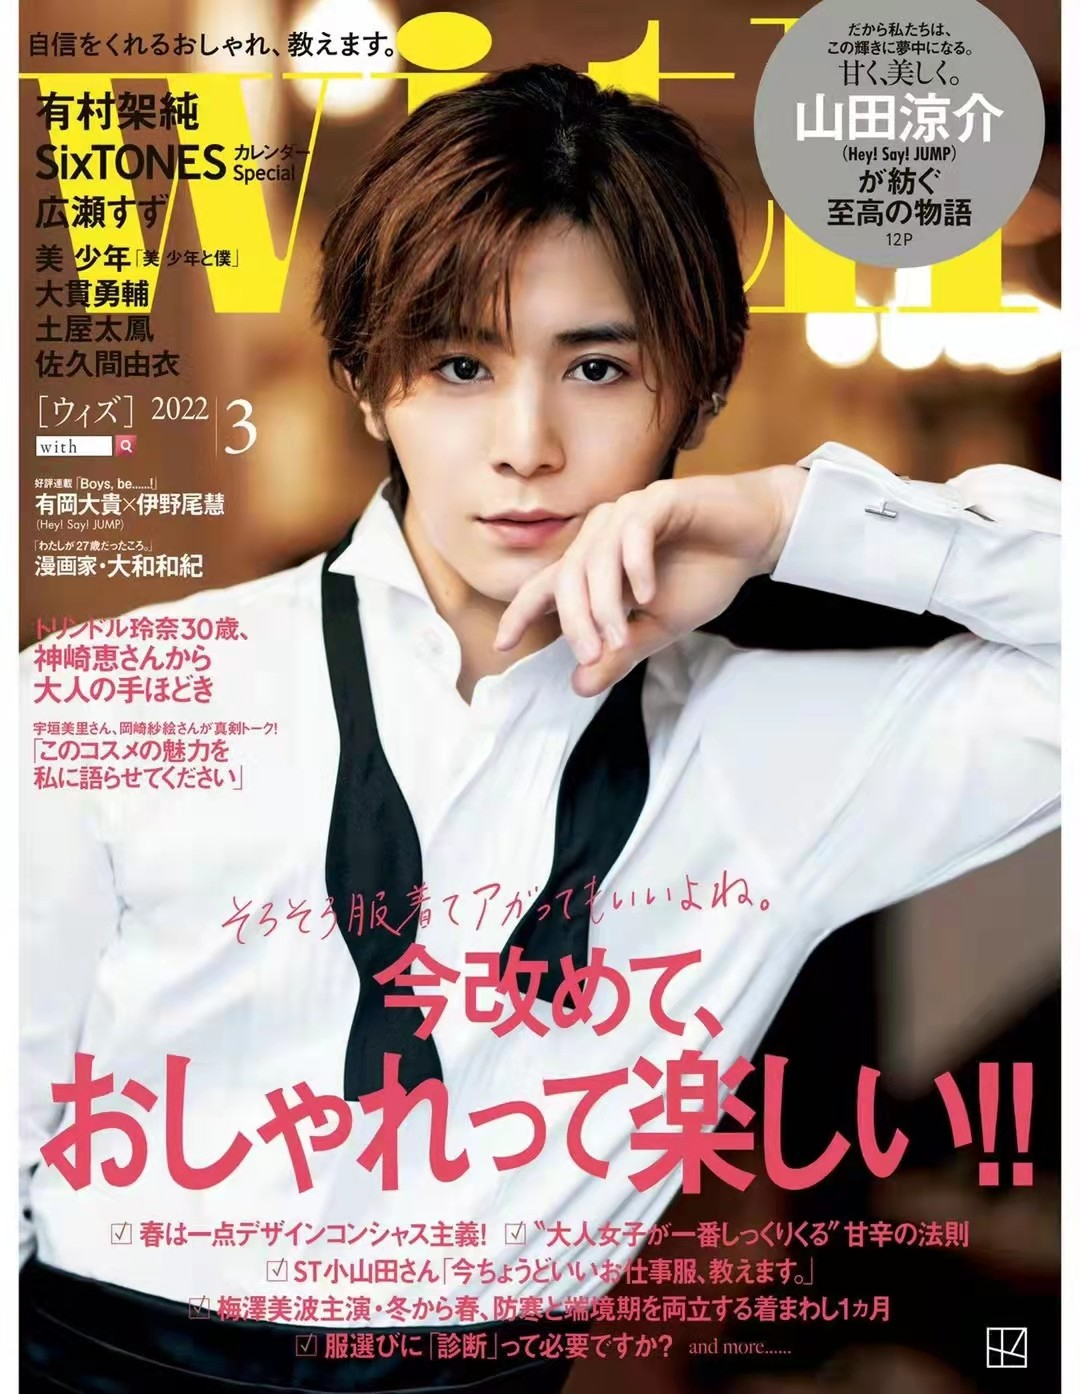 自信をくれるおしゃれ、教えます。
with
だから私たちは、
この輝きに夢中になる。
甘く、美しく。
山田涼介
(Hey! Say! JUMP)
が紡ぐ
至高の物語
12P
有村架純
SixTONES カレンダー Special
広瀬すず
美 少年「美 少年と僕」
大貫勇輔
土屋太鳳
佐久間由衣
[ウィズ] 2022 3
with
好評連載「Boys, be......!」
有岡大貴×伊野尾慧
(Hey! Say! JUMP)
「わたしが27歳だったころ。」
漫画家・大和和紀
トリンドル玲奈30歳、
神崎恵さんから
大人の手ほどき
宇垣美里さん、岡崎紗絵さんが真剣トーク!
「このコスメの魅力を
私に語らせてください」
そろそろ服着てアガってもいいよね。
今改めて、
おしゃれって楽しい!!
☑ 春は一点デザインコンシャス主義! ☑ “大人女子が一番しっくりくる”甘辛の法則
☑ ST小山田さん「今ちょうどいいお仕事服、教えます。」
☑ 梅澤美波主演・冬から春、防寒と端境期を両立する着まわし1ヵ月
☑ 服選びに「診断」って必要ですか? and more......